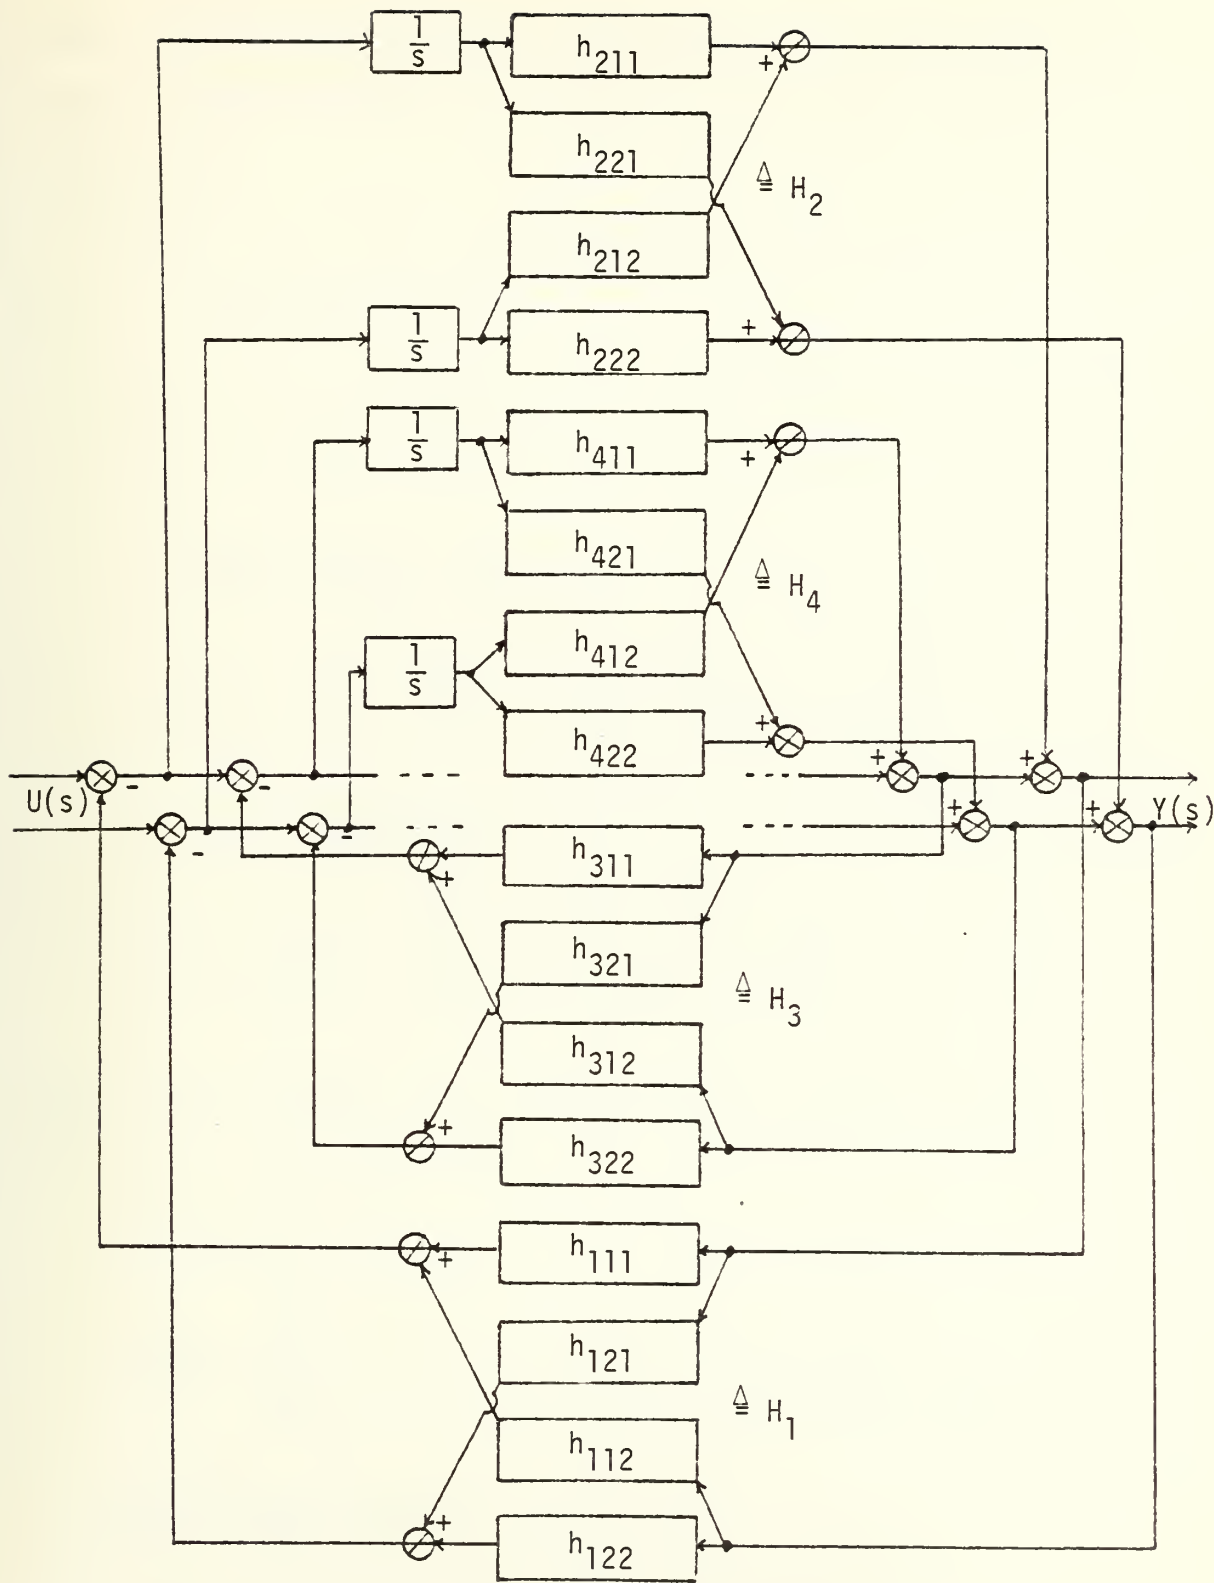 1/s h₂₁₁
+
h₂₂₁
≜ H₂
h₂₁₂
1/s h₂₂₂ +
1/s h₄₁₁ +
h₄₂₁
≜ H₄
h₄₁₂
1/s
h₄₂₂ +
+ +
U(s) - - + + Y(s)
- -
h₃₁₁ +
h₃₂₁
≜ H₃
h₃₁₂
+
h₃₂₂
h₁₁₁ +
h₁₂₁
≜ H₁
h₁₁₂
+
h₁₂₂